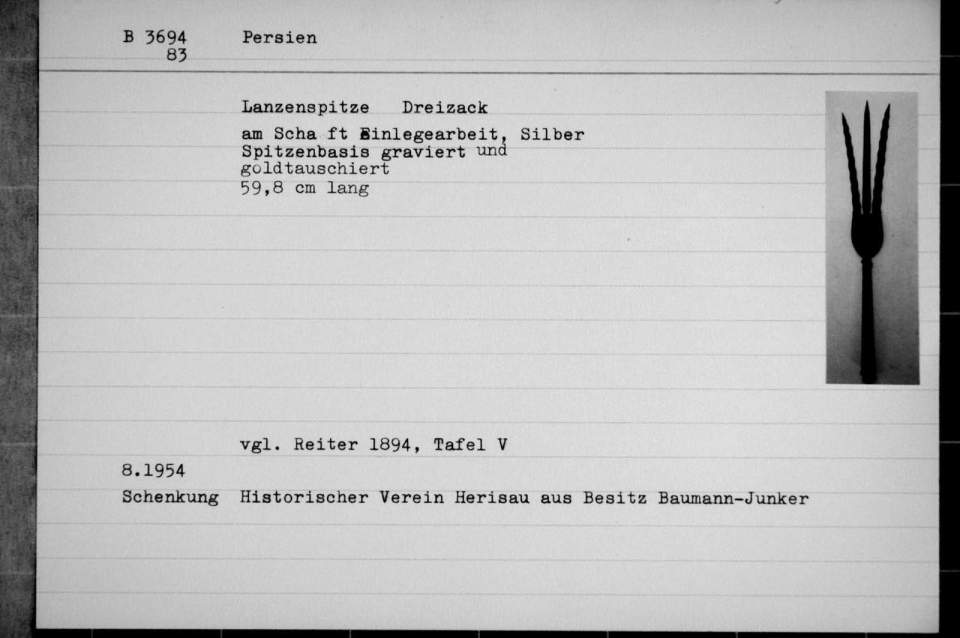 B 3694 Persien
83
Lanzenspitze Dreizack
am Scha ft Einlegearbeit, Silber
Spitzenbasis graviert und
goldtauschiert
59,8 cm lang
vgl. Reiter 1894, Tafel V
8.1954
Schenkung Historischer Verein Herisau aus Besitz Baumann-Junker